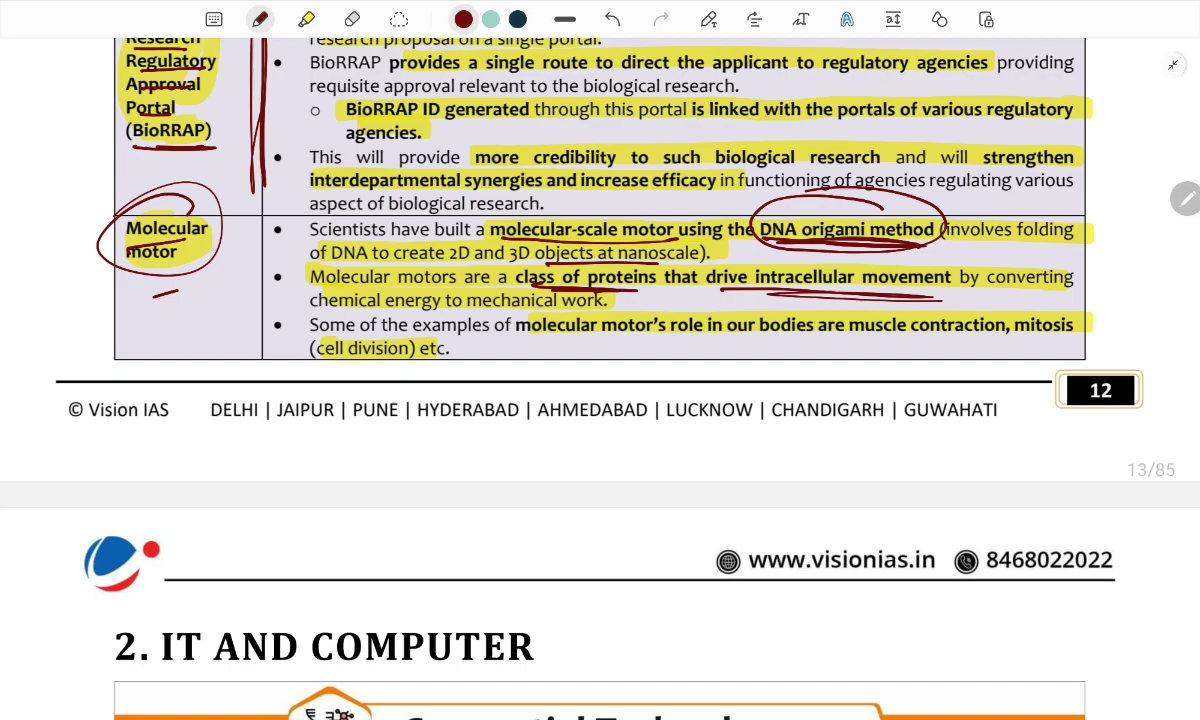 Research
research proposal on a single portal.
Regulatory
Approval
Portal
(BioRRAP)
• BioRRAP provides a single route to direct the applicant to regulatory agencies providing
requisite approval relevant to the biological research.
o BioRRAP ID generated through this portal is linked with the portals of various regulatory
agencies.
• This will provide more credibility to such biological research and will strengthen
interdepartmental synergies and increase efficacy in functioning of agencies regulating various
aspect of biological research.
Molecular
motor
• Scientists have built a molecular-scale motor using the DNA origami method (involves folding
of DNA to create 2D and 3D objects at nanoscale).
• Molecular motors are a class of proteins that drive intracellular movement by converting
chemical energy to mechanical work.
• Some of the examples of molecular motor's role in our bodies are muscle contraction, mitosis
(cell division) etc.
12
© Vision IAS DELHI | JAIPUR | PUNE | HYDERABAD | AHMEDABAD | LUCKNOW | CHANDIGARH | GUWAHATI
13/85
www.visionias.in 8468022022
2. IT AND COMPUTER